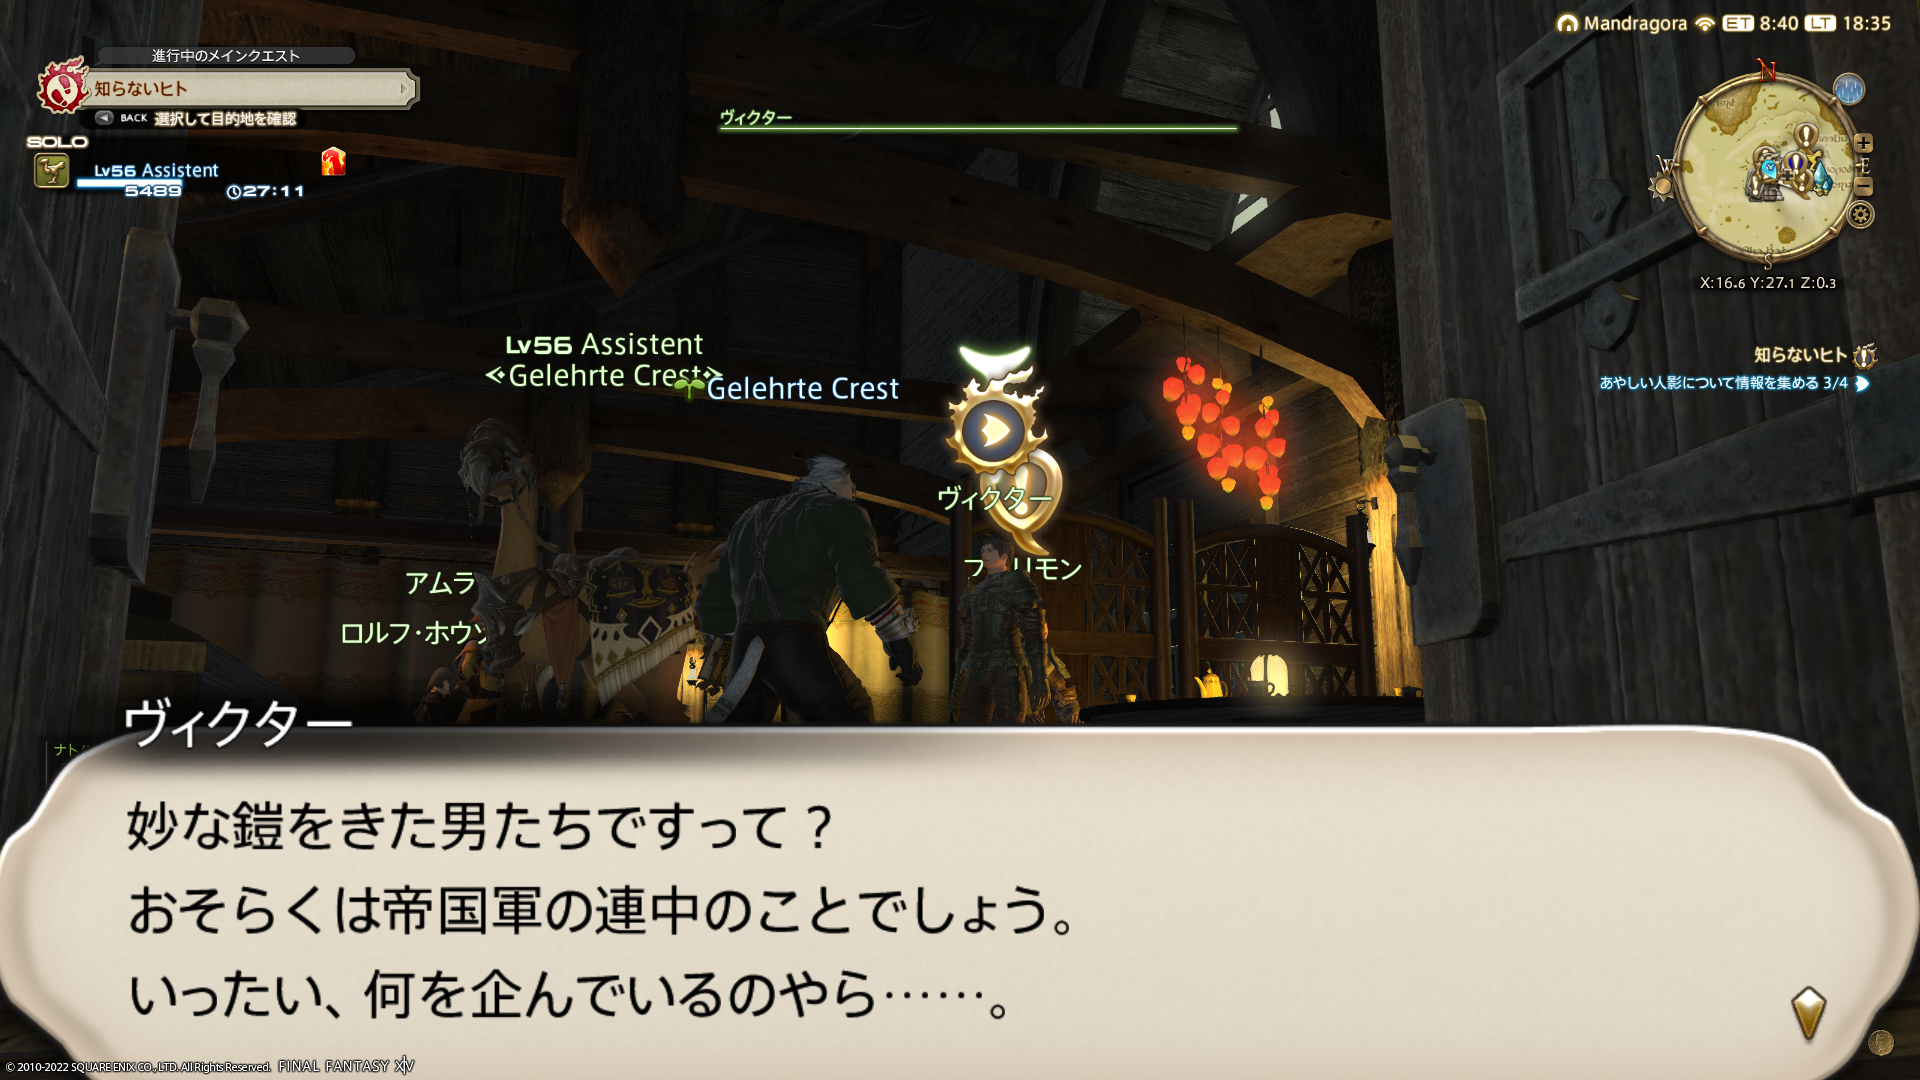 Mandragora ET 8:40 LT 18:35
進行中のメインクエスト
知らないヒト
BACK 選択して目的地を確認
SOLO
Lv56 Assistent
5489
27:11
ヴィクター
N
W
E
S
X:16.6 Y:27.1 Z:0.3
知らないヒト
あやしい人影について情報を集める 3/4
Lv56 Assistent
Gelehrte Crest
Gelehrte Crest
ヴィクター
リモン
アムラ
ロルフ・ホウ
ヴィクター
ナト
妙な鎧をきた男たちですって？
おそらくは帝国軍の連中のことでしょう。
いったい、何を企んでいるのやら……。
© 2010-2022 SQUARE ENIX CO., LTD. All Rights Reserved. FINAL FANTASY XIV